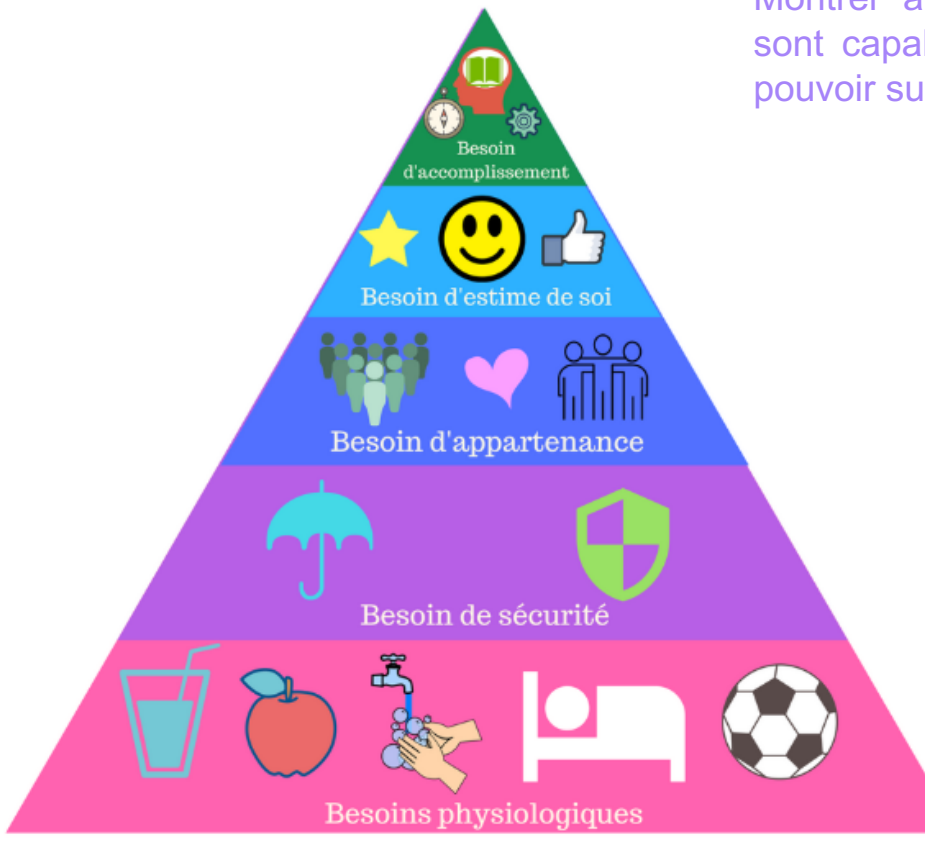 Montrer
sont
pouvoir
Besoin
d'accomplissement
Besoin d'estime de soi
Besoin d'appartenance
Besoin de sécurité
Besoins physiologiques